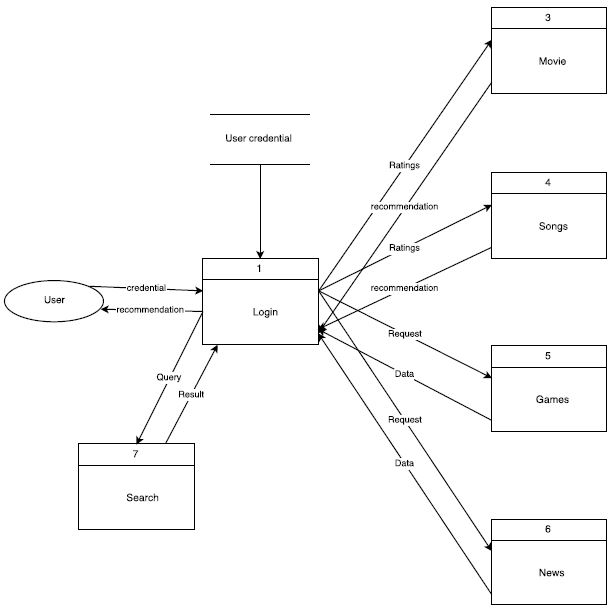 3
Movie
User credential
Ratings
4
recommendation
Songs
Ratings
1
credential
recommendation
User
recommendation
Login
Request
5
Data
Query
Games
Result
Request
7
Data
Search
6
News